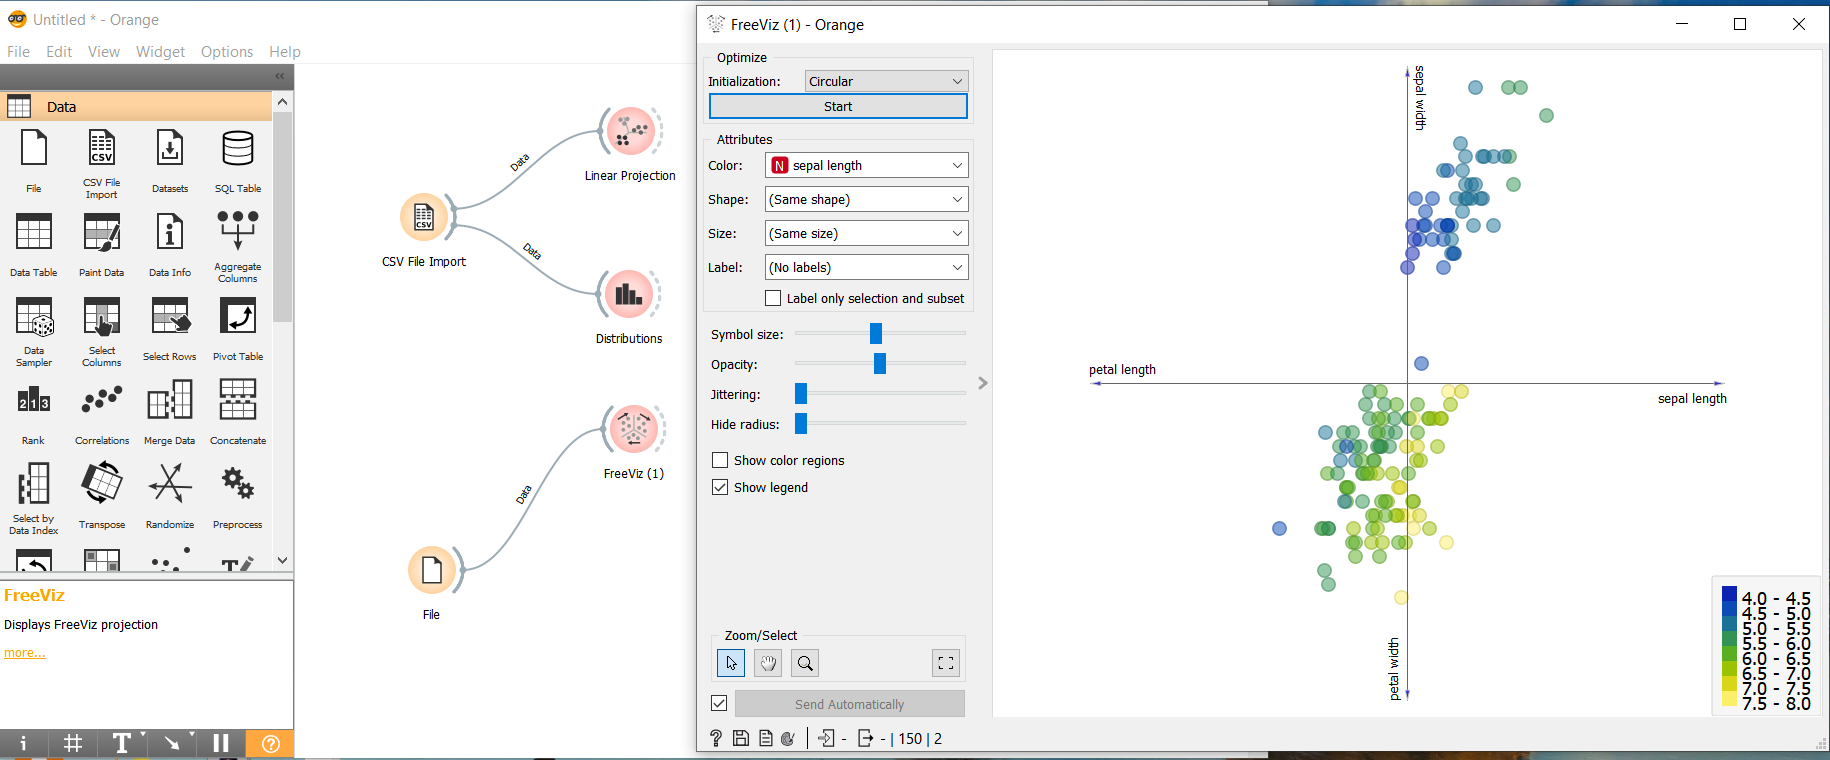 Untitled * - Orange
File Edit View Widget Options Help
Data
File
CSV File
Import
Datasets
SQL Table
Data Table
Paint Data
Data Info
Aggregate
Columns
Data
Sampler
Select
Columns
Select Rows
Pivot Table
Rank
Correlations
Merge Data
Concatenate
Select by
Data Index
Transpose
Randomize
Preprocess
FreeViz
Displays FreeViz projection
more...
CSV File Import
Data
Linear Projection
Data
Distributions
File
Data
FreeViz (1)
FreeViz (1) - Orange
Optimize
Initialization: Circular
Start
Attributes
Color: N sepal length
Shape: (Same shape)
Size: (Same size)
Label: (No labels)
Label only selection and subset
Symbol size:
Opacity:
Jittering:
Hide radius:
Show color regions
Show legend
Zoom/Select
Send Automatically
- - | 150 | 2
sepal width
petal length
sepal length
petal width
4.0 - 4.5
4.5 - 5.0
5.0 - 5.5
5.5 - 6.0
6.0 - 6.5
6.5 - 7.0
7.0 - 7.5
7.5 - 8.0